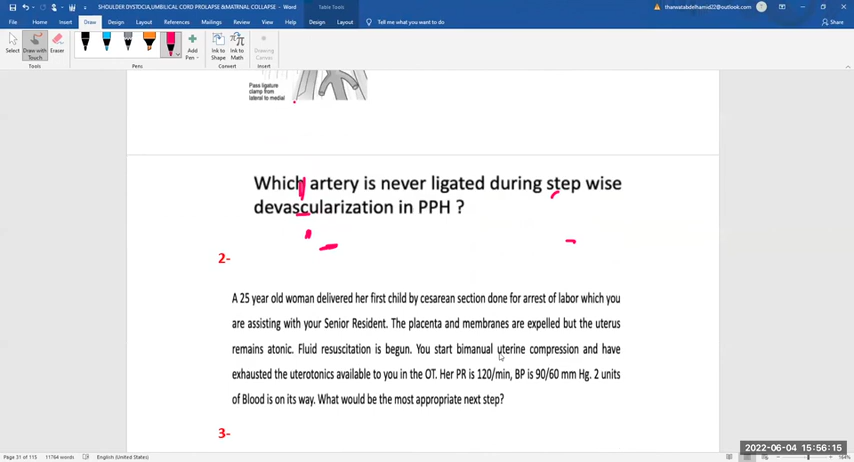 SHOULDER DYSTOCIA,UMBILICAL CORD PROLAPSE &MATRNAL COLLAPSE - Word
Table Tools
tharwatabdelhamid22@outlook.com
File Home Insert Draw Design Layout References Mailings Review View Help Design Layout Tell me what you want to do
Share
Select
Draw with Touch
Eraser
Add Pen
Ink to Shape
Ink to Math
Drawing Canvas
Tools
Pens
Convert
Insert
Pass ligature
clamp from
lateral to medial
Which artery is never ligated during step wise
devascularization in PPH ?
2-
A 25 year old woman delivered her first child by cesarean section done for arrest of labor which you
are assisting with your Senior Resident. The placenta and membranes are expelled but the uterus
remains atonic. Fluid resuscitation is begun. You start bimanual uterine compression and have
exhausted the uterotonics available to you in the OT. Her PR is 120/min, BP is 90/60 mm Hg. 2 units
of Blood is on its way. What would be the most appropriate next step?
3-
2022-06-04 15:56:15
Page 31 of 115 11764 words English (United States)
164%